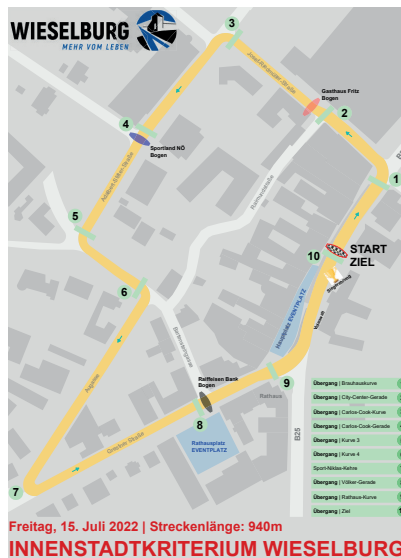 WIESELBURG
MEHR VOM LEBEN
3
Gasthaus Fritz
Bogen
2
4
Sportland NÖ
Bogen
1
5
START
ZIEL
10
Siegerehrung
6
Hauptplatz EVENTPLATZ
Raiffeisen Bank
Bogen
9
Rathaus
8
B25
Rathausplatz
EVENTPLATZ
7
Übergang | Brauhauskurve
Übergang | City-Center-Gerade
Übergang | Carlos-Cook-Kurve
Übergang | Carlos-Cook-Gerade
Übergang | Kurve 3
Übergang | Kurve 4
Sport-Niklas-Kehre
Übergang | Völker-Gerade
Übergang | Rathaus-Kurve
Übergang | Ziel
Freitag, 15. Juli 2022 | Streckenlänge: 940m
INNENSTADTKRITERIUM WIESELBURG